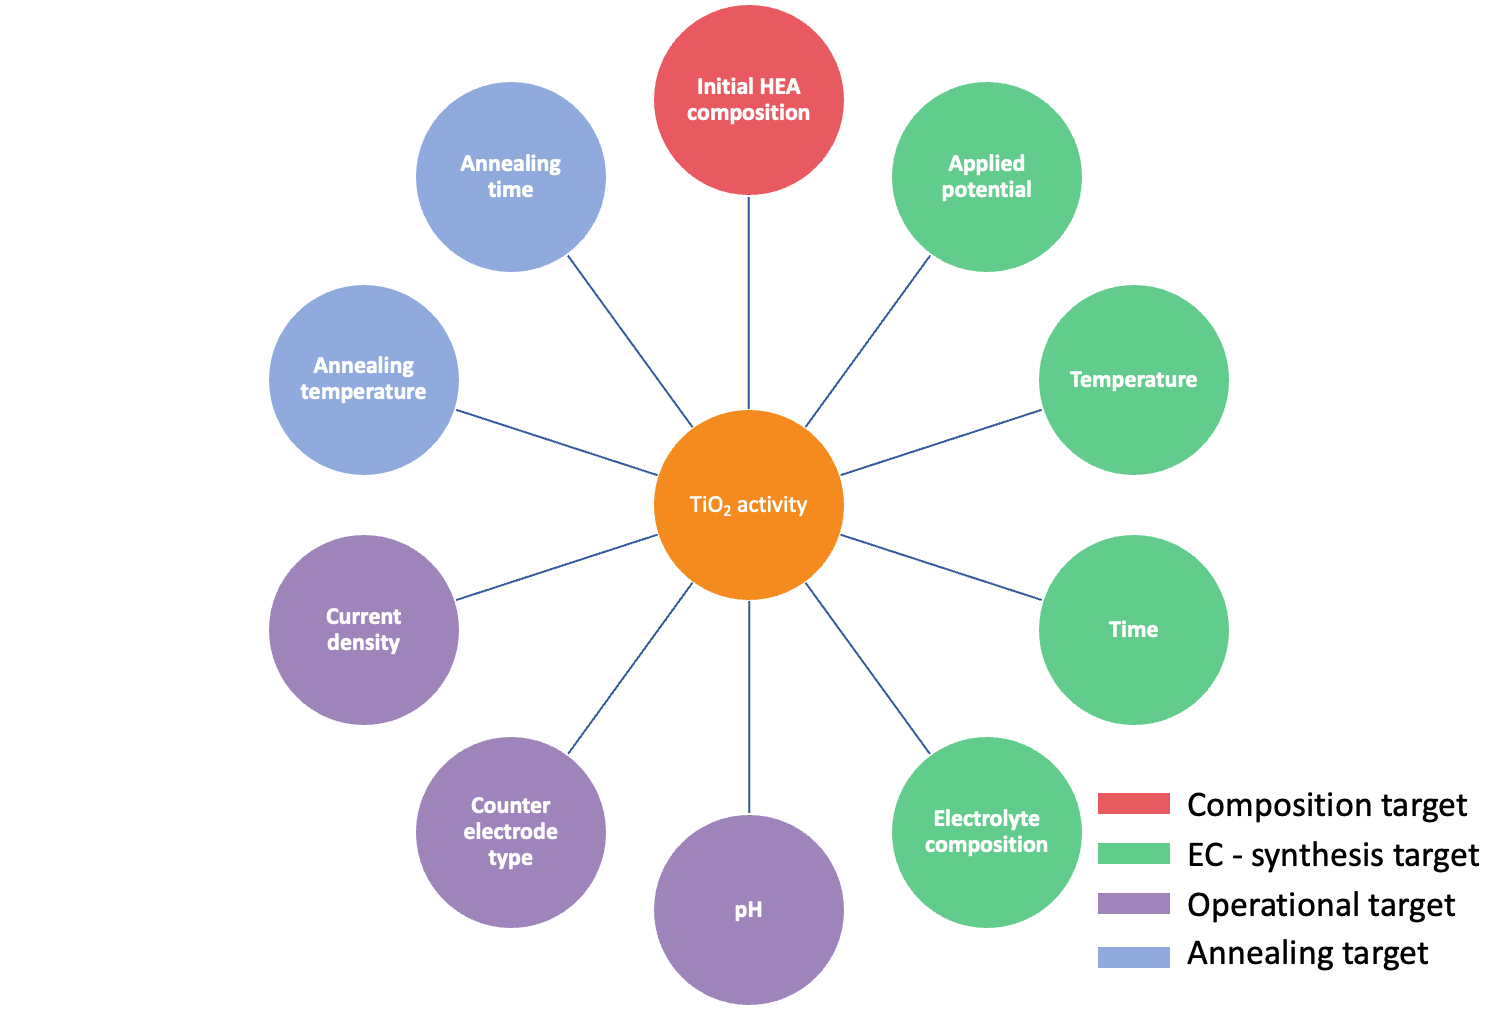 Initial HEA
composition
Applied
potential
Annealing
time
Temperature
Annealing
temperature
TiO₂ activity
Current
density
Time
Counter
electrode
type
Electrolyte
composition
pH
Composition target
EC - synthesis target
Operational target
Annealing target